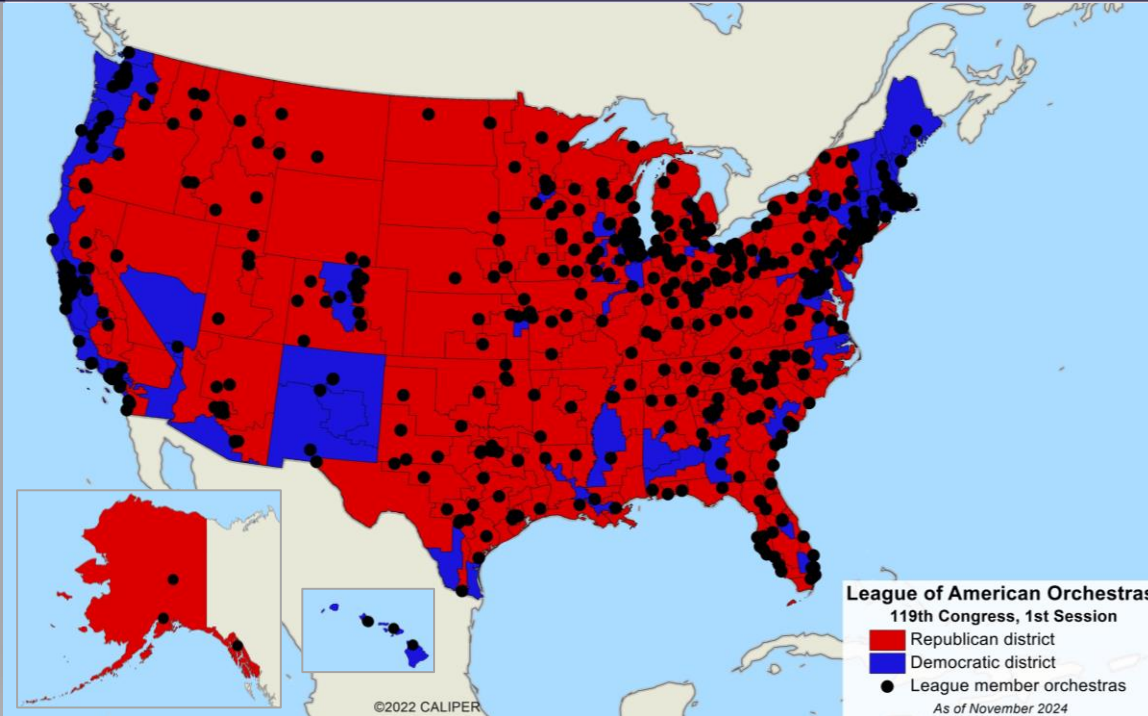 League of American Orchestras
119th Congress, 1st Session
Republican district
Democratic district
League member orchestras
As of November 2024
©2022 CALIPER